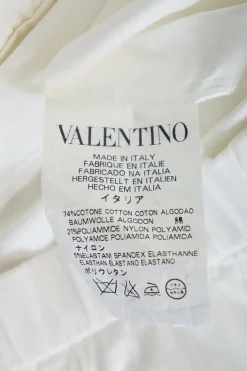 VALENTINO
MADE IN ITALY
FABRIQUE EN ITALIE
FABRICADO NA ITALIA
HERGESTELLT EN ITALIEN
HECHO EM ITALIA
イタリア
74%COTONE COTTON COTON ALGODAO
BAUMWOLLE ALGODON 綿
21%POLIAMMIDE NYLON POLYAMID
POLYAMIDE POLIAMIDA POLIAMIDA
ナイロン
5%ELASTAM SPANDEX ELASTHANNE
ELASTHAN ELASTANO ELASTANO
ポリウレタン